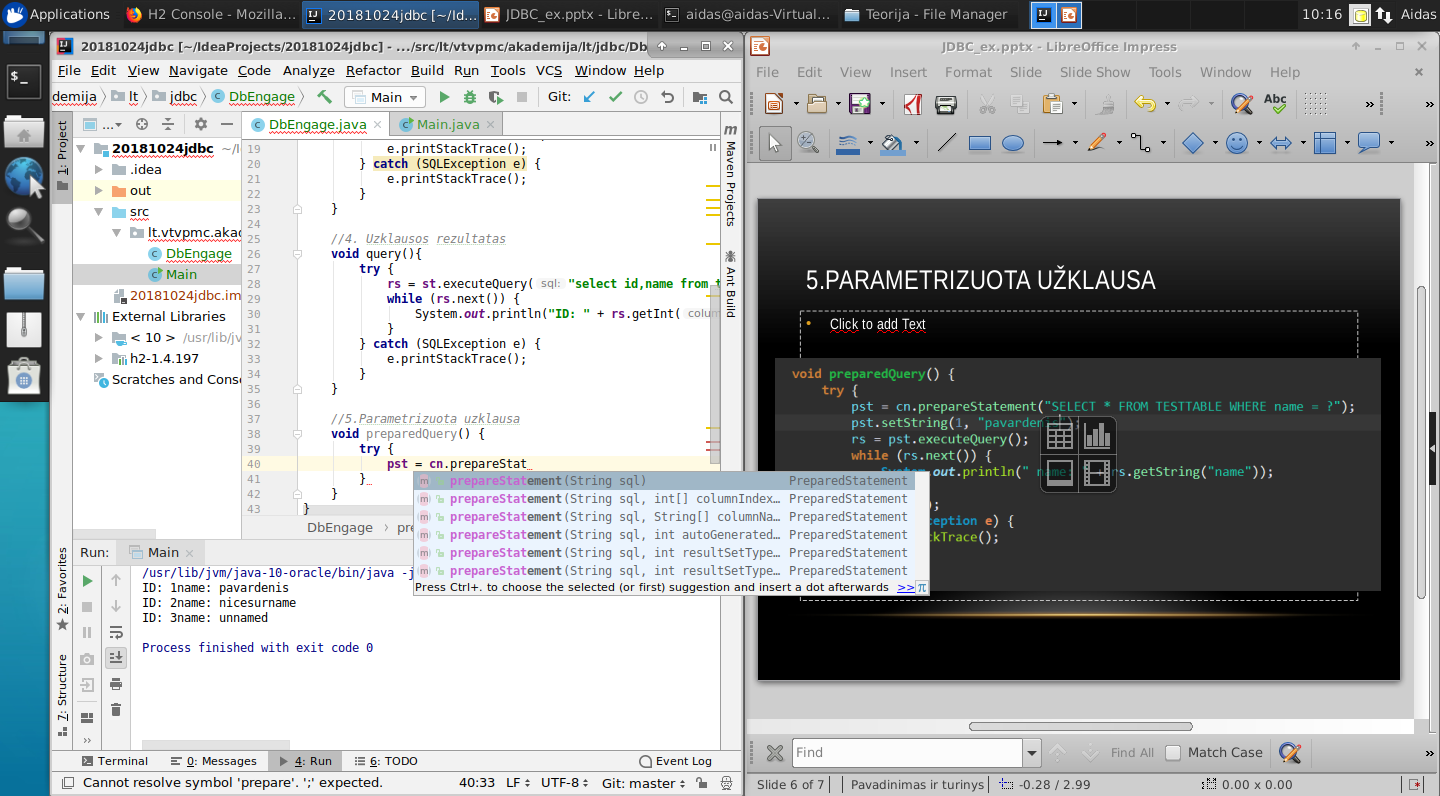 Applications
H2 Console - Mozilla...
20181024jdbc [~/Id...
JDBC_ex.pptx - Libre...
aidas@aidas-Virtual...
Teorija - File Manager
10:16
Aidas
20181024jdbc [~/IdeaProjects/20181024jdbc] - .../src/lt/vtvpmc/akademija/lt/jdbc/Db
File Edit View Navigate Code Analyze Refactor Build Run Tools VCS Window Help
demija lt jdbc DbEngage Main Git:
1: Project
...
DbEngage.java
Main.java
20181024jdbc ~/I
.idea
out
src
lt.vtvpmc.akad
DbEngage
Main
20181024jdbc.im
External Libraries
< 10 > /usr/lib/jv
h2-1.4.197
Scratches and Conso
19 e.printStackTrace();
20 } catch (SQLException e) {
21 e.printStackTrace();
22 }
23 }
24
25 //4. Uzklausos rezultatas
26 void query(){
27 try {
28 rs = st.executeQuery( sql: "select id,name from t
29 while (rs.next()) {
30 System.out.println("ID: " + rs.getInt( colum
31 }
32 } catch (SQLException e) {
33 e.printStackTrace();
34 }
35 }
36
37 //5.Parametrizuota uzklausa
38 void preparedQuery() {
39 try {
40 pst = cn.prepareStat
41 }
42 }
43 }
m Maven Projects
Ant Build
m prepareStatement(String sql) PreparedStatement
m prepareStatement(String sql, int[] columnIndex... PreparedStatement
m prepareStatement(String sql, String[] columnNa... PreparedStatement
m prepareStatement(String sql, int autoGenerated... PreparedStatement
m prepareStatement(String sql, int resultSetType... PreparedStatement
m prepareStatement(String sql, int resultSetType... PreparedStatement
Press Ctrl+. to choose the selected (or first) suggestion and insert a dot afterwards >> π
DbEngage › pre
2: Favorites
7: Structure
Run: Main
/usr/lib/jvm/java-10-oracle/bin/java -j
ID: 1name: pavardenis
ID: 2name: nicesurname
ID: 3name: unnamed
Process finished with exit code 0
Terminal 0: Messages 4: Run 6: TODO Event Log
Cannot resolve symbol 'prepare'. ';' expected. 40:33 LF UTF-8 Git: master
JDBC_ex.pptx - LibreOffice Impress
File Edit View Insert Format Slide Slide Show Tools Window Help
Abc
5.PARAMETRIZUOTA UŽKLAUSA
Click to add Text
void preparedQuery() {
try {
pst = cn.prepareStatement("SELECT * FROM TESTTABLE WHERE name = ?");
pst.setString(1, "pavarden
rs = pst.executeQuery();
while (rs.next()) {
System.out.println(" name: rs.getString("name"));
);
ception e) {
ckTrace();
Find
Find All
Match Case
Slide 6 of 7
Pavadinimas ir turinys
-0.28 / 2.99
0.00 x 0.00